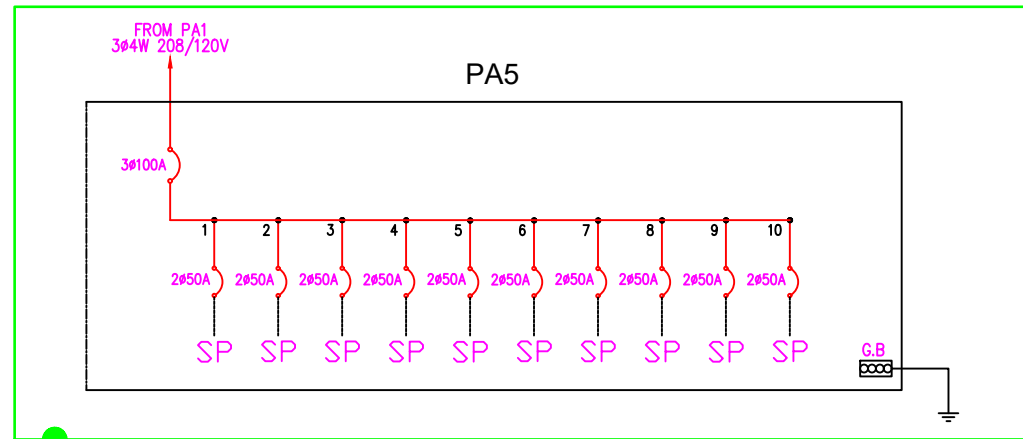 FROM PA1
3ø4W 208/120V
PA5
3ø100A
1 2 3 4 5 6 7 8 9 10
2ø50A 2ø50A 2ø50A 2ø50A 2ø50A 2ø50A 2ø50A 2ø50A 2ø50A 2ø50A
SP SP SP SP SP SP SP SP SP SP
G.B